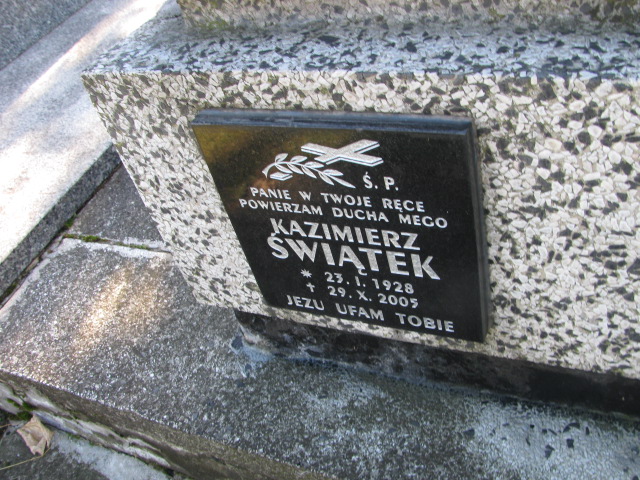 Ś.P.
PANIE W TWOJE RĘCE
POWIERZAM DUCHA MEGO
KAZIMIERZ
ŚWIĄTEK
* 23.I.1928
† 29.X.2005
JEZU UFAM TOBIE